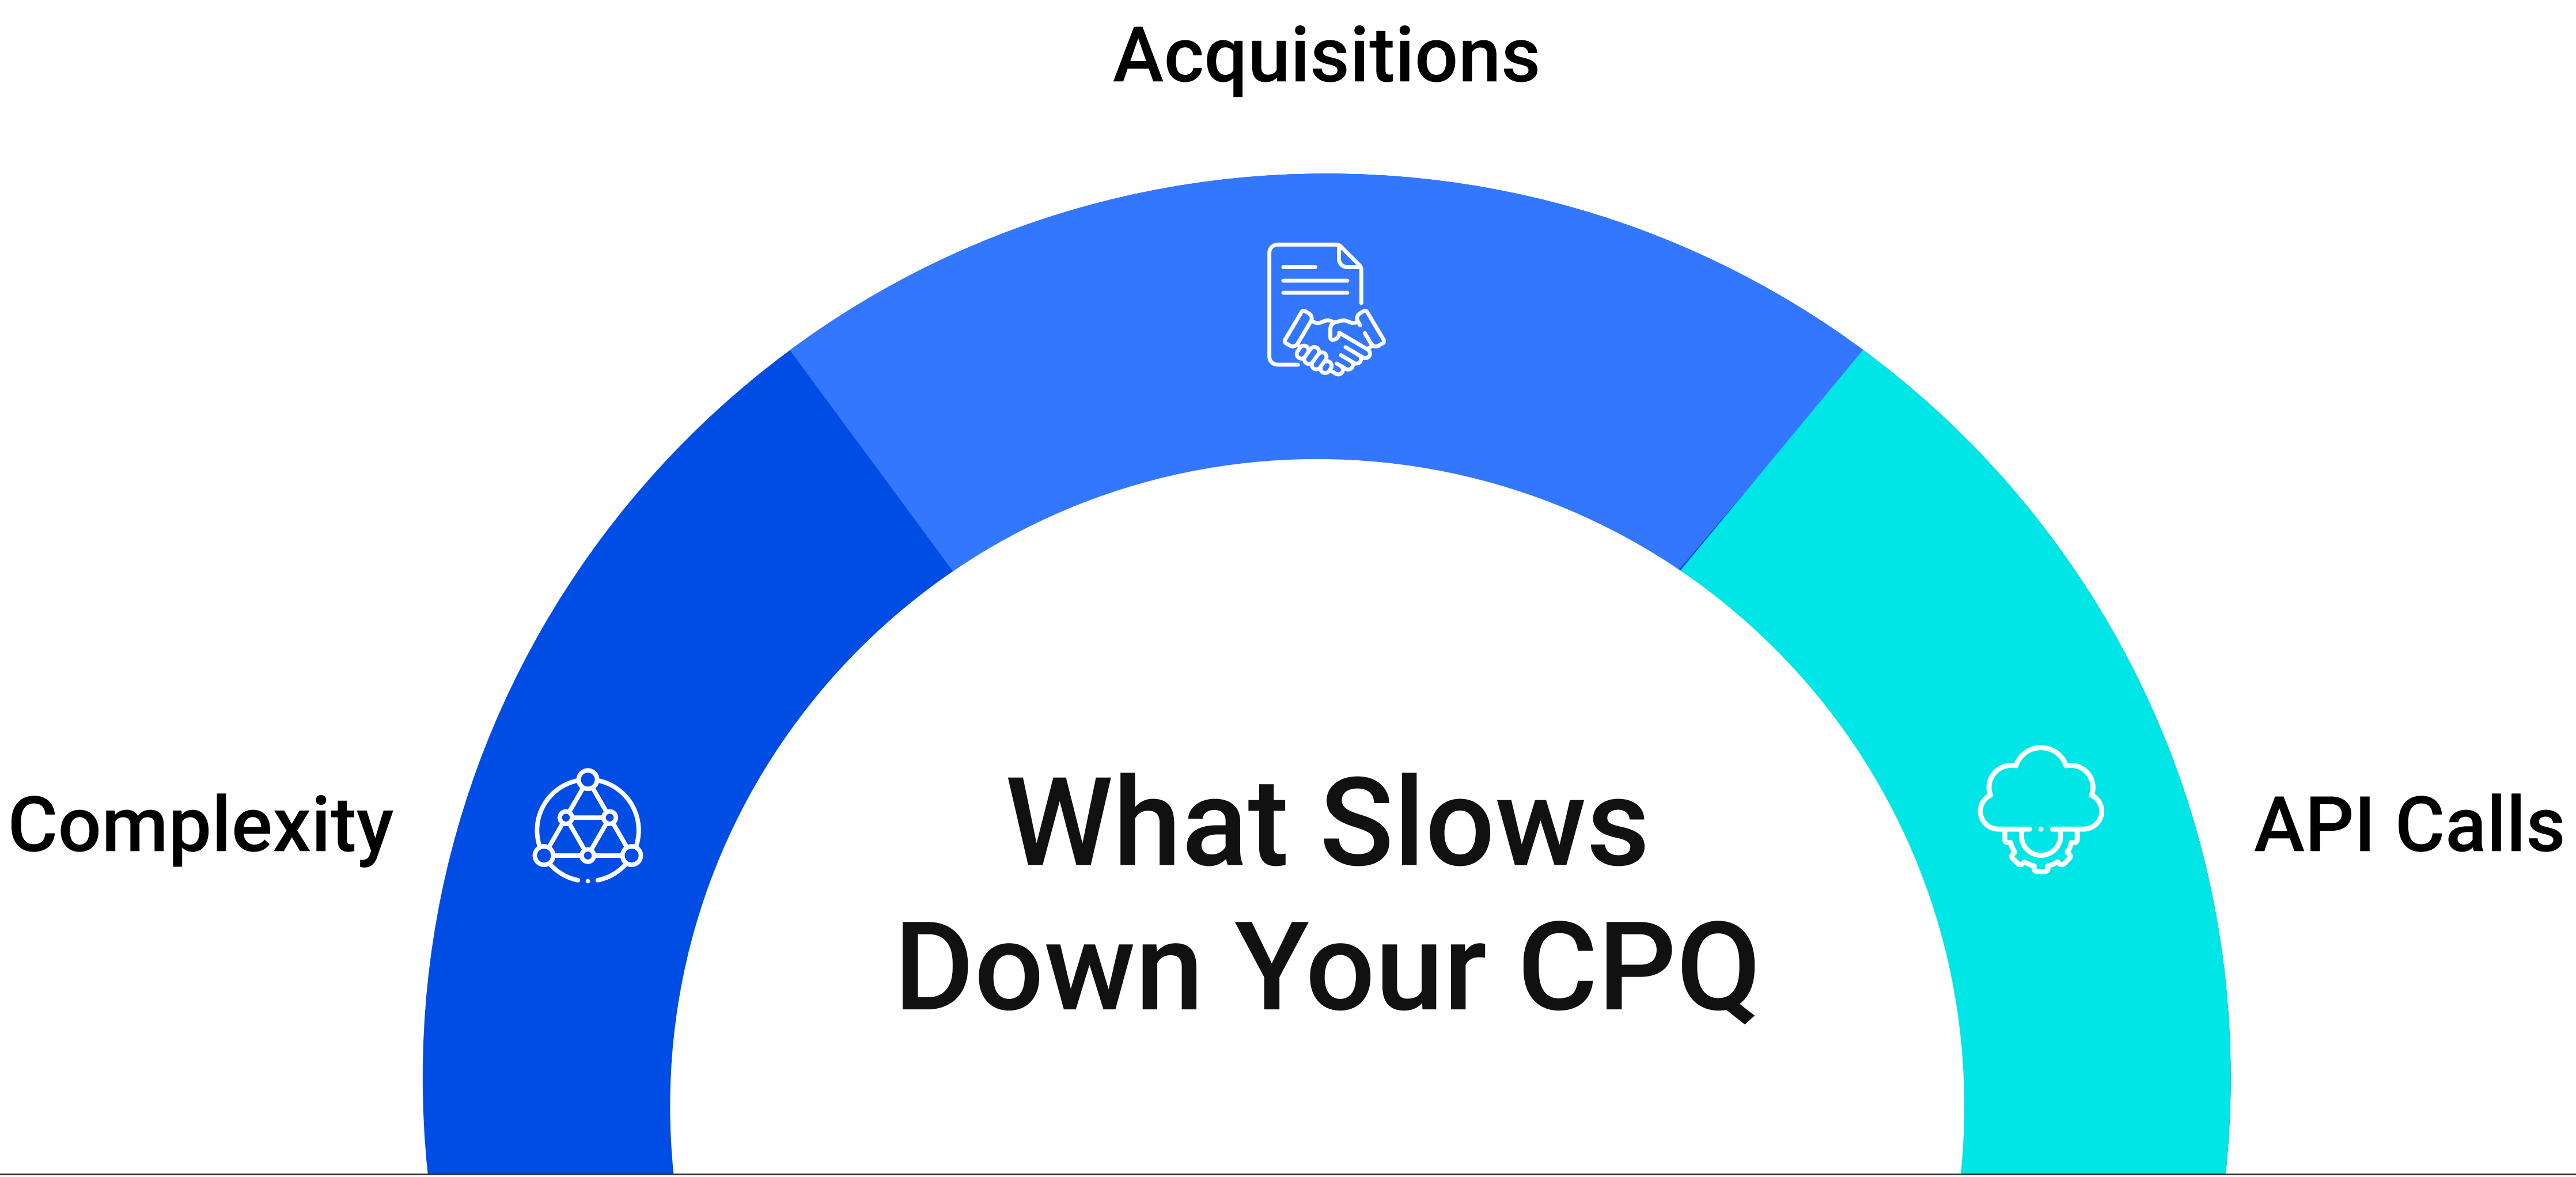 Acquisitions
Complexity
What Slows
Down Your CPQ
API Calls